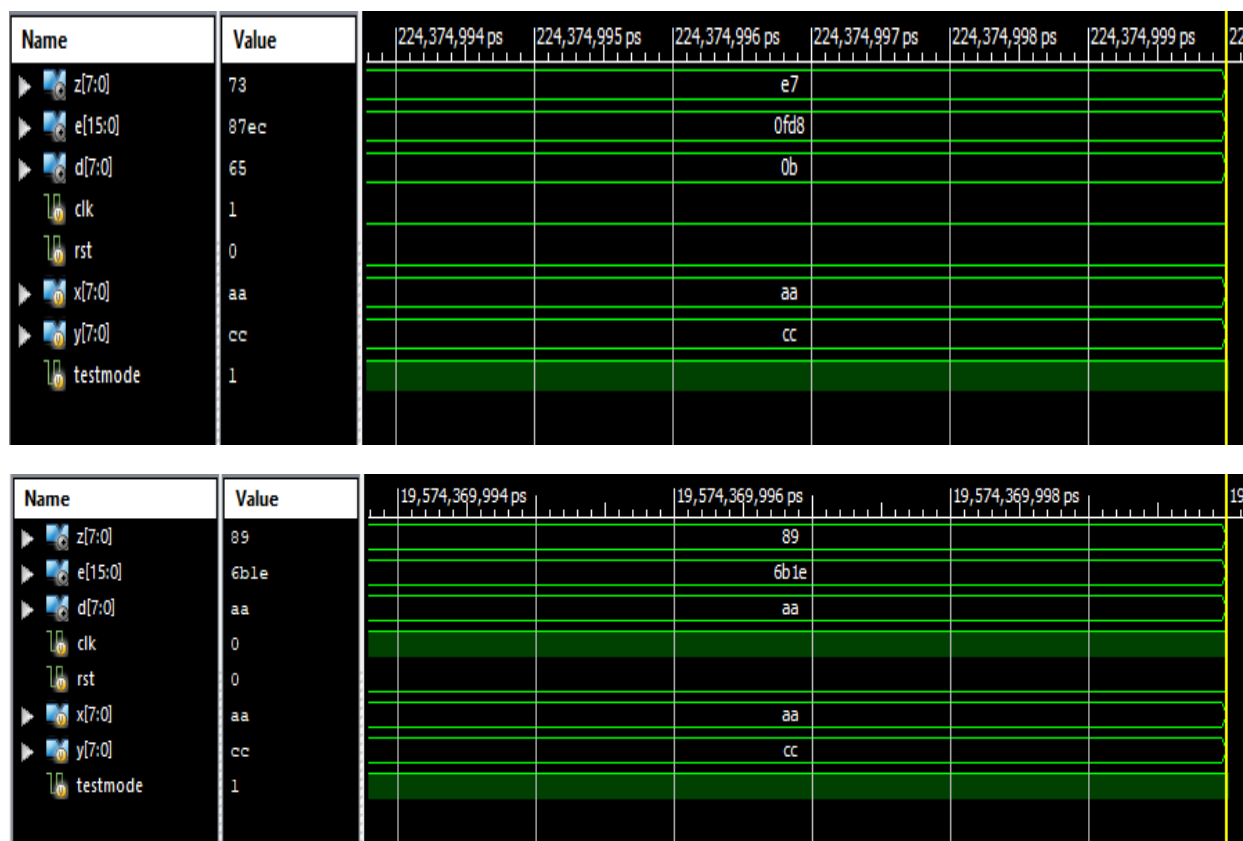 Name Value 224,374,994 ps 224,374,995 ps 224,374,996 ps 224,374,997 ps 224,374,998 ps 224,374,999 ps 22
z[7:0] 73 e7
e[15:0] 87ec 0fd8
d[7:0] 65 0b
clk 1
rst 0
x[7:0] aa aa
y[7:0] cc cc
testmode 1
Name Value 19,574,369,994 ps 19,574,369,996 ps 19,574,369,998 ps 19
z[7:0] 89 89
e[15:0] 6b1e 6b1e
d[7:0] aa aa
clk 0
rst 0
x[7:0] aa aa
y[7:0] cc cc
testmode 1